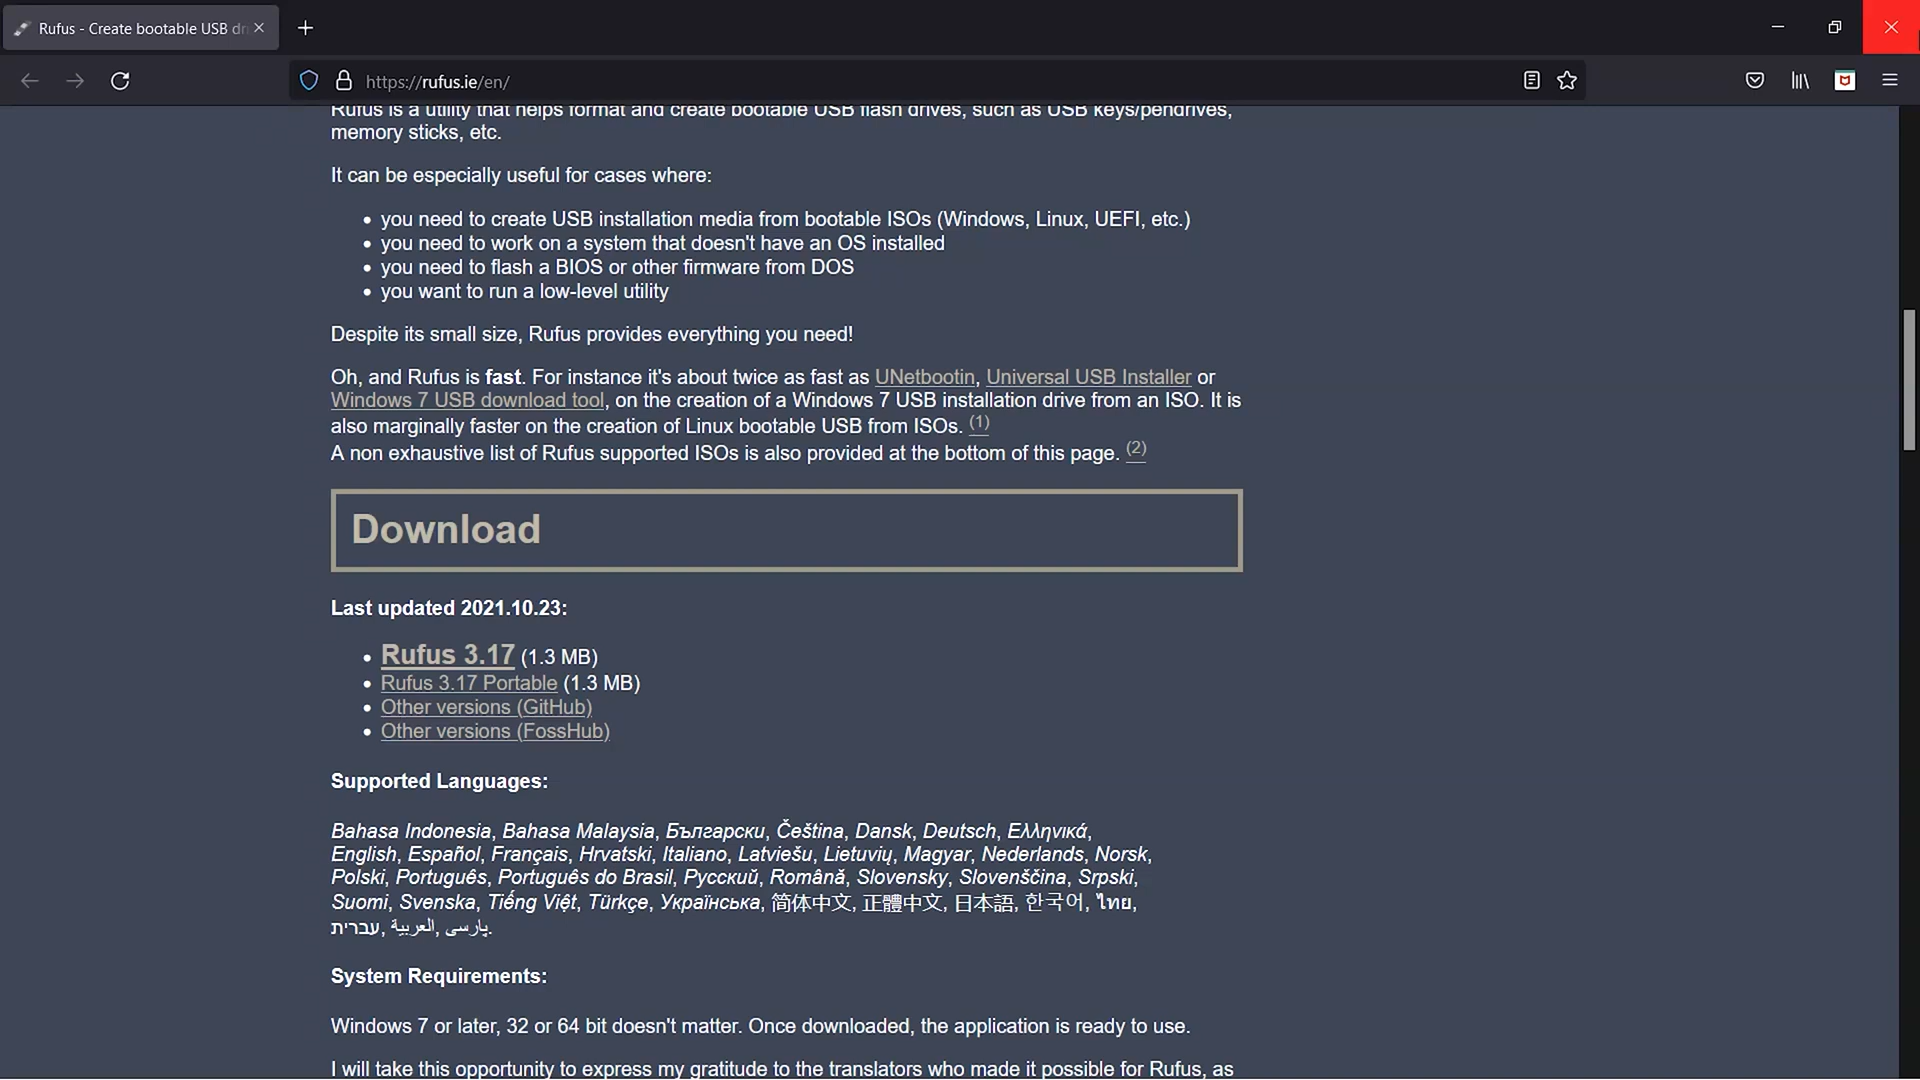 Rufus - Create bootable USB dr
https://rufus.ie/en/
Rufus is a utility that helps format and create bootable USB flash drives, such as USB keys/pendrives,
memory sticks, etc.
It can be especially useful for cases where:
• you need to create USB installation media from bootable ISOs (Windows, Linux, UEFI, etc.)
• you need to work on a system that doesn't have an OS installed
• you need to flash a BIOS or other firmware from DOS
• you want to run a low-level utility
Despite its small size, Rufus provides everything you need!
Oh, and Rufus is fast. For instance it's about twice as fast as UNetbootin, Universal USB Installer or
Windows 7 USB download tool, on the creation of a Windows 7 USB installation drive from an ISO. It is
also marginally faster on the creation of Linux bootable USB from ISOs. (1)
A non exhaustive list of Rufus supported ISOs is also provided at the bottom of this page. (2)
Download
Last updated 2021.10.23:
• Rufus 3.17 (1.3 MB)
• Rufus 3.17 Portable (1.3 MB)
• Other versions (GitHub)
• Other versions (FossHub)
Supported Languages:
Bahasa Indonesia, Bahasa Malaysia, Български, Čeština, Dansk, Deutsch, Ελληνικά,
English, Español, Français, Hrvatski, Italiano, Latviešu, Lietuvių, Magyar, Nederlands, Norsk,
Polski, Português, Português do Brasil, Русский, Română, Slovensky, Slovenščina, Srpski,
Suomi, Svenska, Tiếng Việt, Türkçe, Українська, 简体中文, 正體中文, 日本語, 한국어, ไทย,
עברית, العربية, پارسی.
System Requirements:
Windows 7 or later, 32 or 64 bit doesn't matter. Once downloaded, the application is ready to use.
I will take this opportunity to express my gratitude to the translators who made it possible for Rufus, as